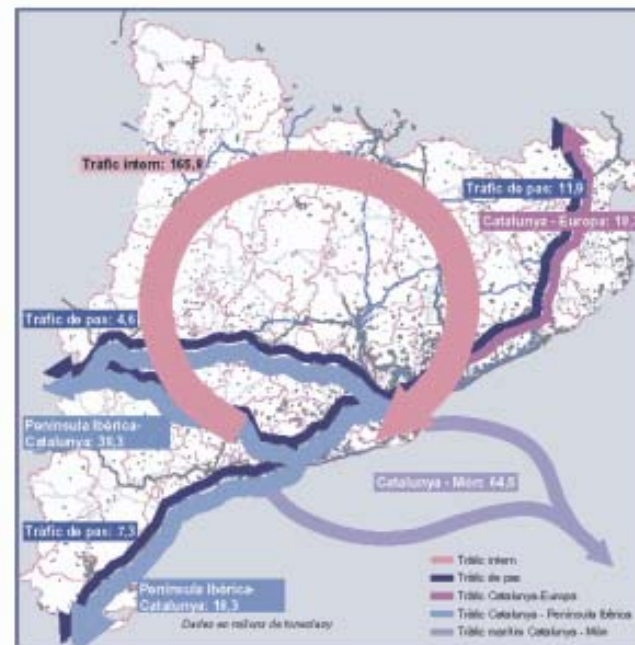 Tràfic intern: 165,8
Tràfic de pas: 11,9
Catalunya - Europa: 19
Tràfic de pas: 4,6
Península Ibèrica-
Catalunya: 38,3
Catalunya - Món: 64,5
Tràfic de pas: 7,3
Península Ibèrica-
Catalunya: 18,3
Dades en milions de tones/any
Tràfic intern
Tràfic de pas
Tràfic Catalunya-Europa
Tràfic Catalunya - Península Ibèrica
Tràfic marítim Catalunya - Món